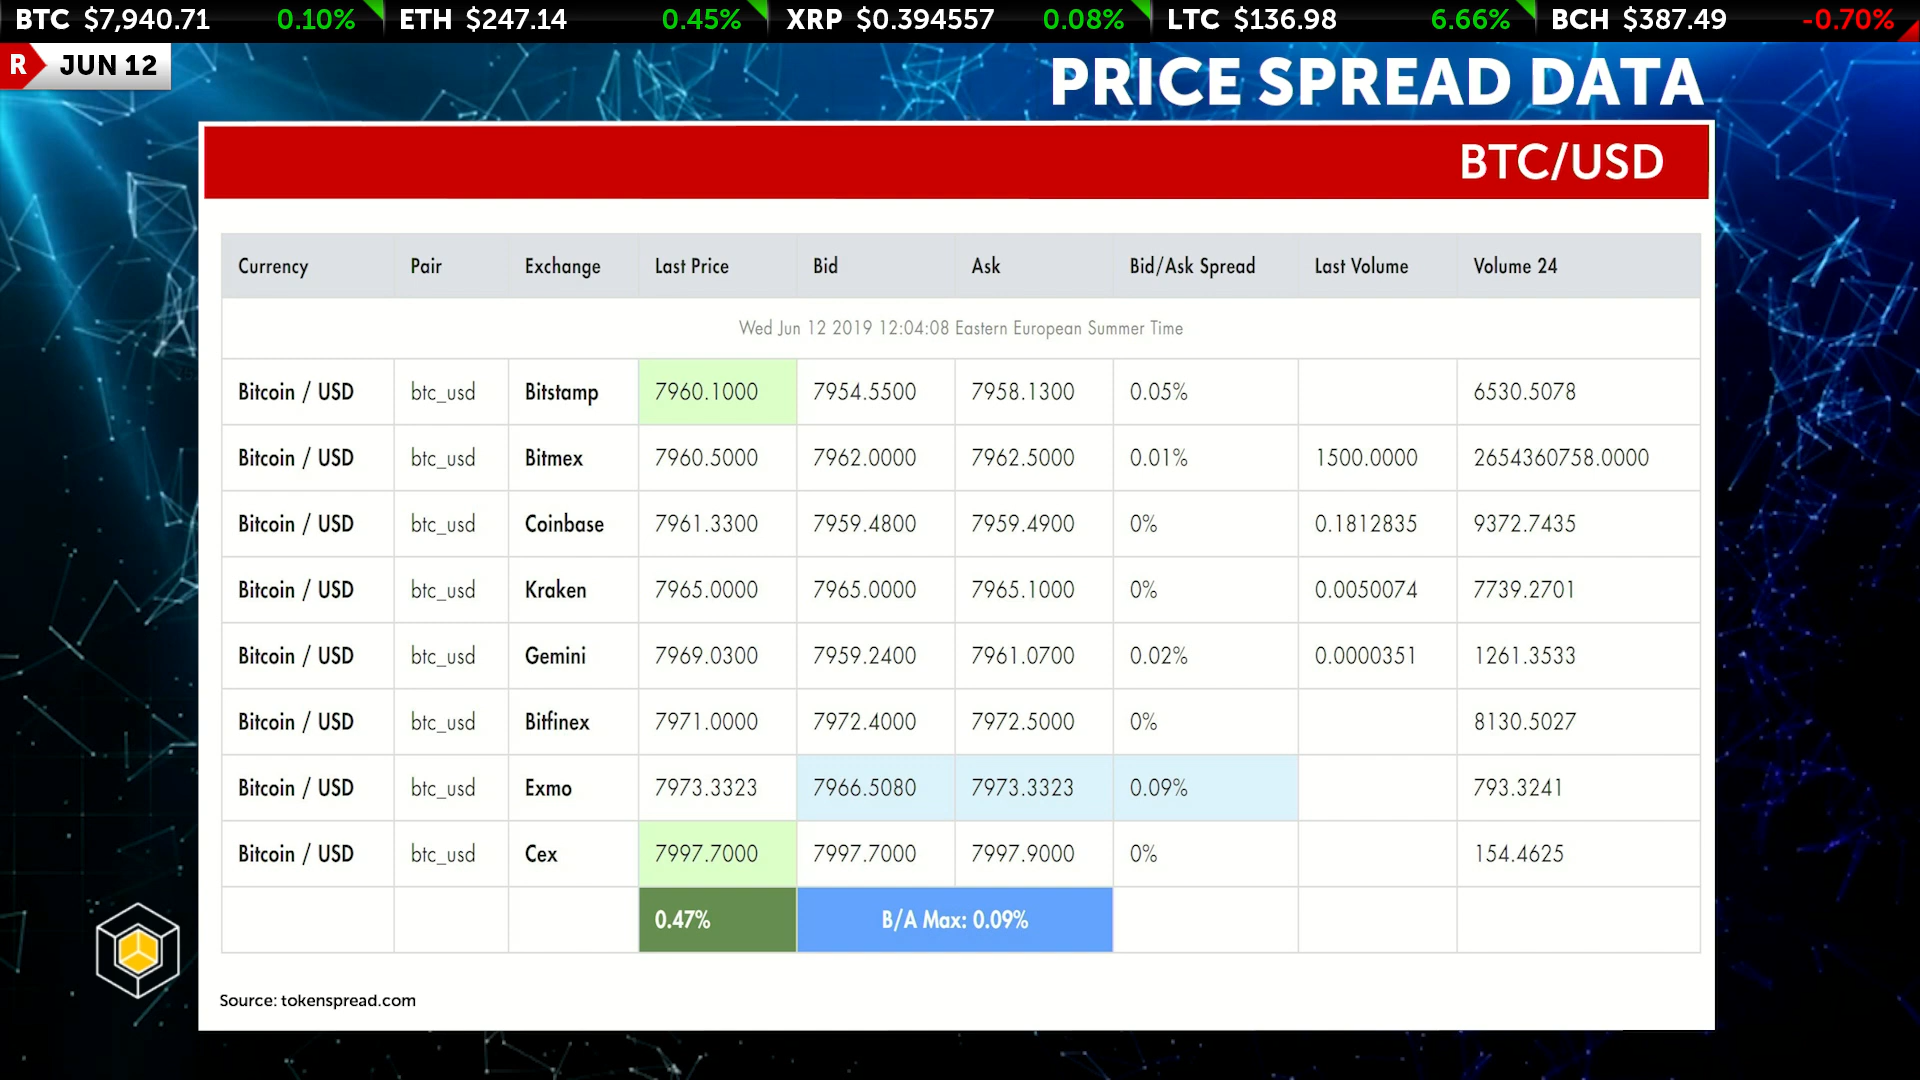 BTC $7,940.71 0.10% ETH $247.14 0.45% XRP $0.394557 0.08% LTC $136.98 6.66% BCH $387.49 -0.70%
R JUN 12
PRICE SPREAD DATA
BTC/USD
Currency Pair Exchange Last Price Bid Ask Bid/Ask Spread Last Volume Volume 24
Wed Jun 12 2019 12:04:08 Eastern European Summer Time
Bitcoin / USD btc_usd Bitstamp 7960.1000 7954.5500 7958.1300 0.05% 6530.5078
Bitcoin / USD btc_usd Bitmex 7960.5000 7962.0000 7962.5000 0.01% 1500.0000 2654360758.0000
Bitcoin / USD btc_usd Coinbase 7961.3300 7959.4800 7959.4900 0% 0.1812835 9372.7435
Bitcoin / USD btc_usd Kraken 7965.0000 7965.0000 7965.1000 0% 0.0050074 7739.2701
Bitcoin / USD btc_usd Gemini 7969.0300 7959.2400 7961.0700 0.02% 0.0000351 1261.3533
Bitcoin / USD btc_usd Bitfinex 7971.0000 7972.4000 7972.5000 0% 8130.5027
Bitcoin / USD btc_usd Exmo 7973.3323 7966.5080 7973.3323 0.09% 793.3241
Bitcoin / USD btc_usd Cex 7997.7000 7997.7000 7997.9000 0% 154.4625
0.47% B/A Max: 0.09%
Source: tokenspread.com